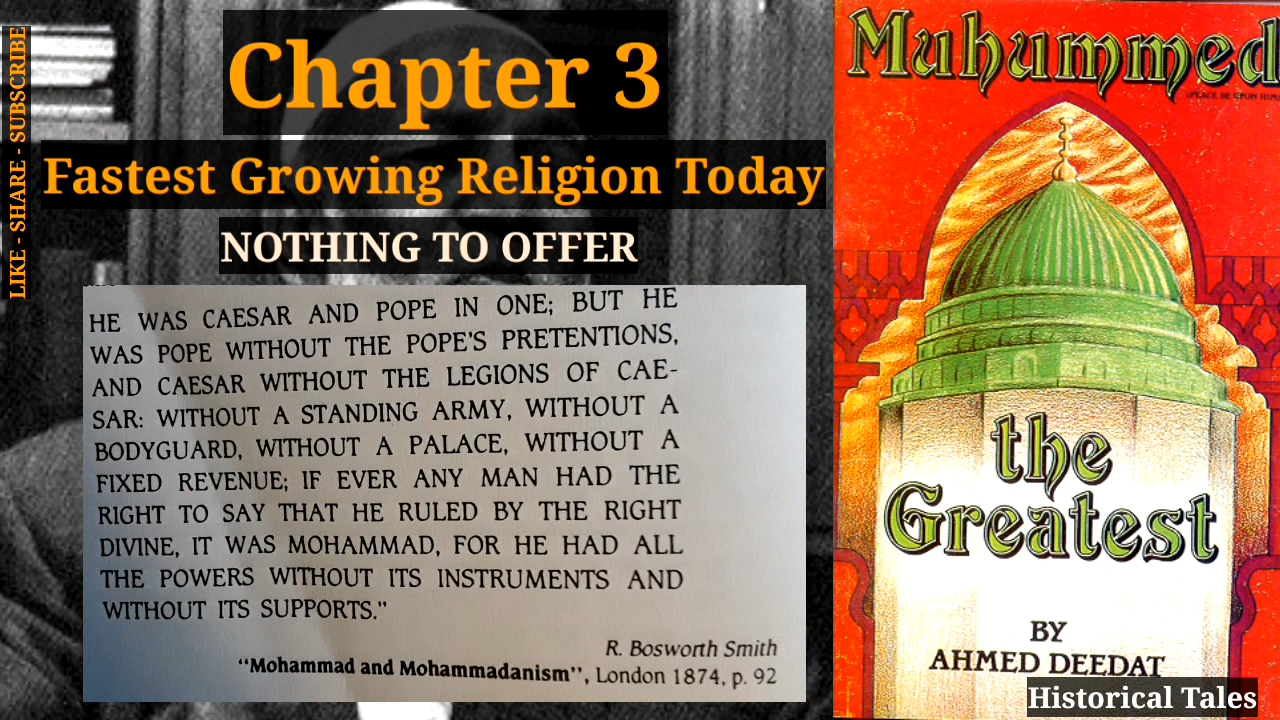 LIKE - SHARE - SUBSCRIBE
Chapter 3
Fastest Growing Religion Today
NOTHING TO OFFER
HE WAS CAESAR AND POPE IN ONE; BUT HE
WAS POPE WITHOUT THE POPE'S PRETENTIONS,
AND CAESAR WITHOUT THE LEGIONS OF CAE-
SAR: WITHOUT A STANDING ARMY, WITHOUT A
BODYGUARD, WITHOUT A PALACE, WITHOUT A
FIXED REVENUE; IF EVER ANY MAN HAD THE
RIGHT TO SAY THAT HE RULED BY THE RIGHT
DIVINE, IT WAS MOHAMMAD, FOR HE HAD ALL
THE POWERS WITHOUT ITS INSTRUMENTS AND
WITHOUT ITS SUPPORTS.”
R. Bosworth Smith
“Mohammad and Mohammadanism”, London 1874, p. 92
Muhummed
(PEACE BE UPON HIM)
the
Greatest
BY
AHMED DEEDAT
Historical Tales